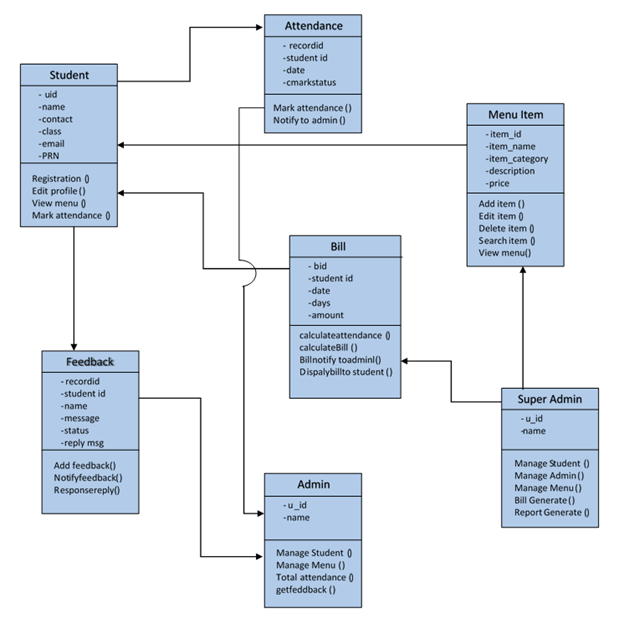 Attendance
- recordid
-student id
-date
-cmarkstatus
Mark attendance ()
Notify to admin ()
Student
- uid
-name
-contact
-class
-email
-PRN
Registration ()
Edit profile ()
View menu ()
Mark attendance ()
Menu Item
-item_id
-item_name
-item_category
-description
-price
Add item ()
Edit item ()
Delete item ()
Search item ()
View menu()
Bill
- bid
-student id
-date
-days
-amount
calculateattendance ()
calculateBill ()
Billnotify toadminl()
Dispalybillto student ()
Feedback
-recordid
-student id
-name
-message
-status
-reply msg
Add feedback()
Notifyfeedback()
Responsereply()
Super Admin
-u_id
-name
Manage Student ()
Manage Admin ()
Manage Menu ()
Bill Generate()
Report Generate ()
Admin
-u_id
-name
Manage Student ()
Manage Menu ()
Total attendance ()
getfeddback ()